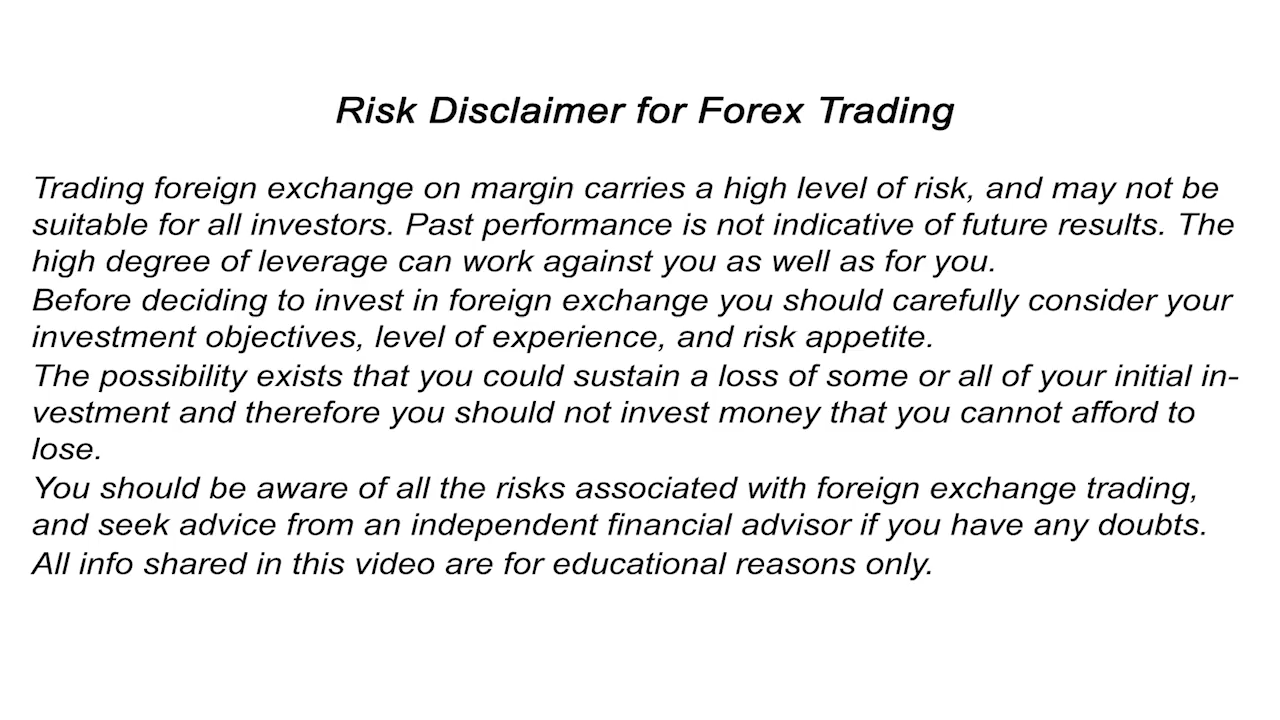 Risk Disclaimer for Forex Trading
Trading foreign exchange on margin carries a high level of risk, and may not be
suitable for all investors. Past performance is not indicative of future results. The
high degree of leverage can work against you as well as for you.
Before deciding to invest in foreign exchange you should carefully consider your
investment objectives, level of experience, and risk appetite.
The possibility exists that you could sustain a loss of some or all of your initial in-
vestment and therefore you should not invest money that you cannot afford to
lose.
You should be aware of all the risks associated with foreign exchange trading,
and seek advice from an independent financial advisor if you have any doubts.
All info shared in this video are for educational reasons only.